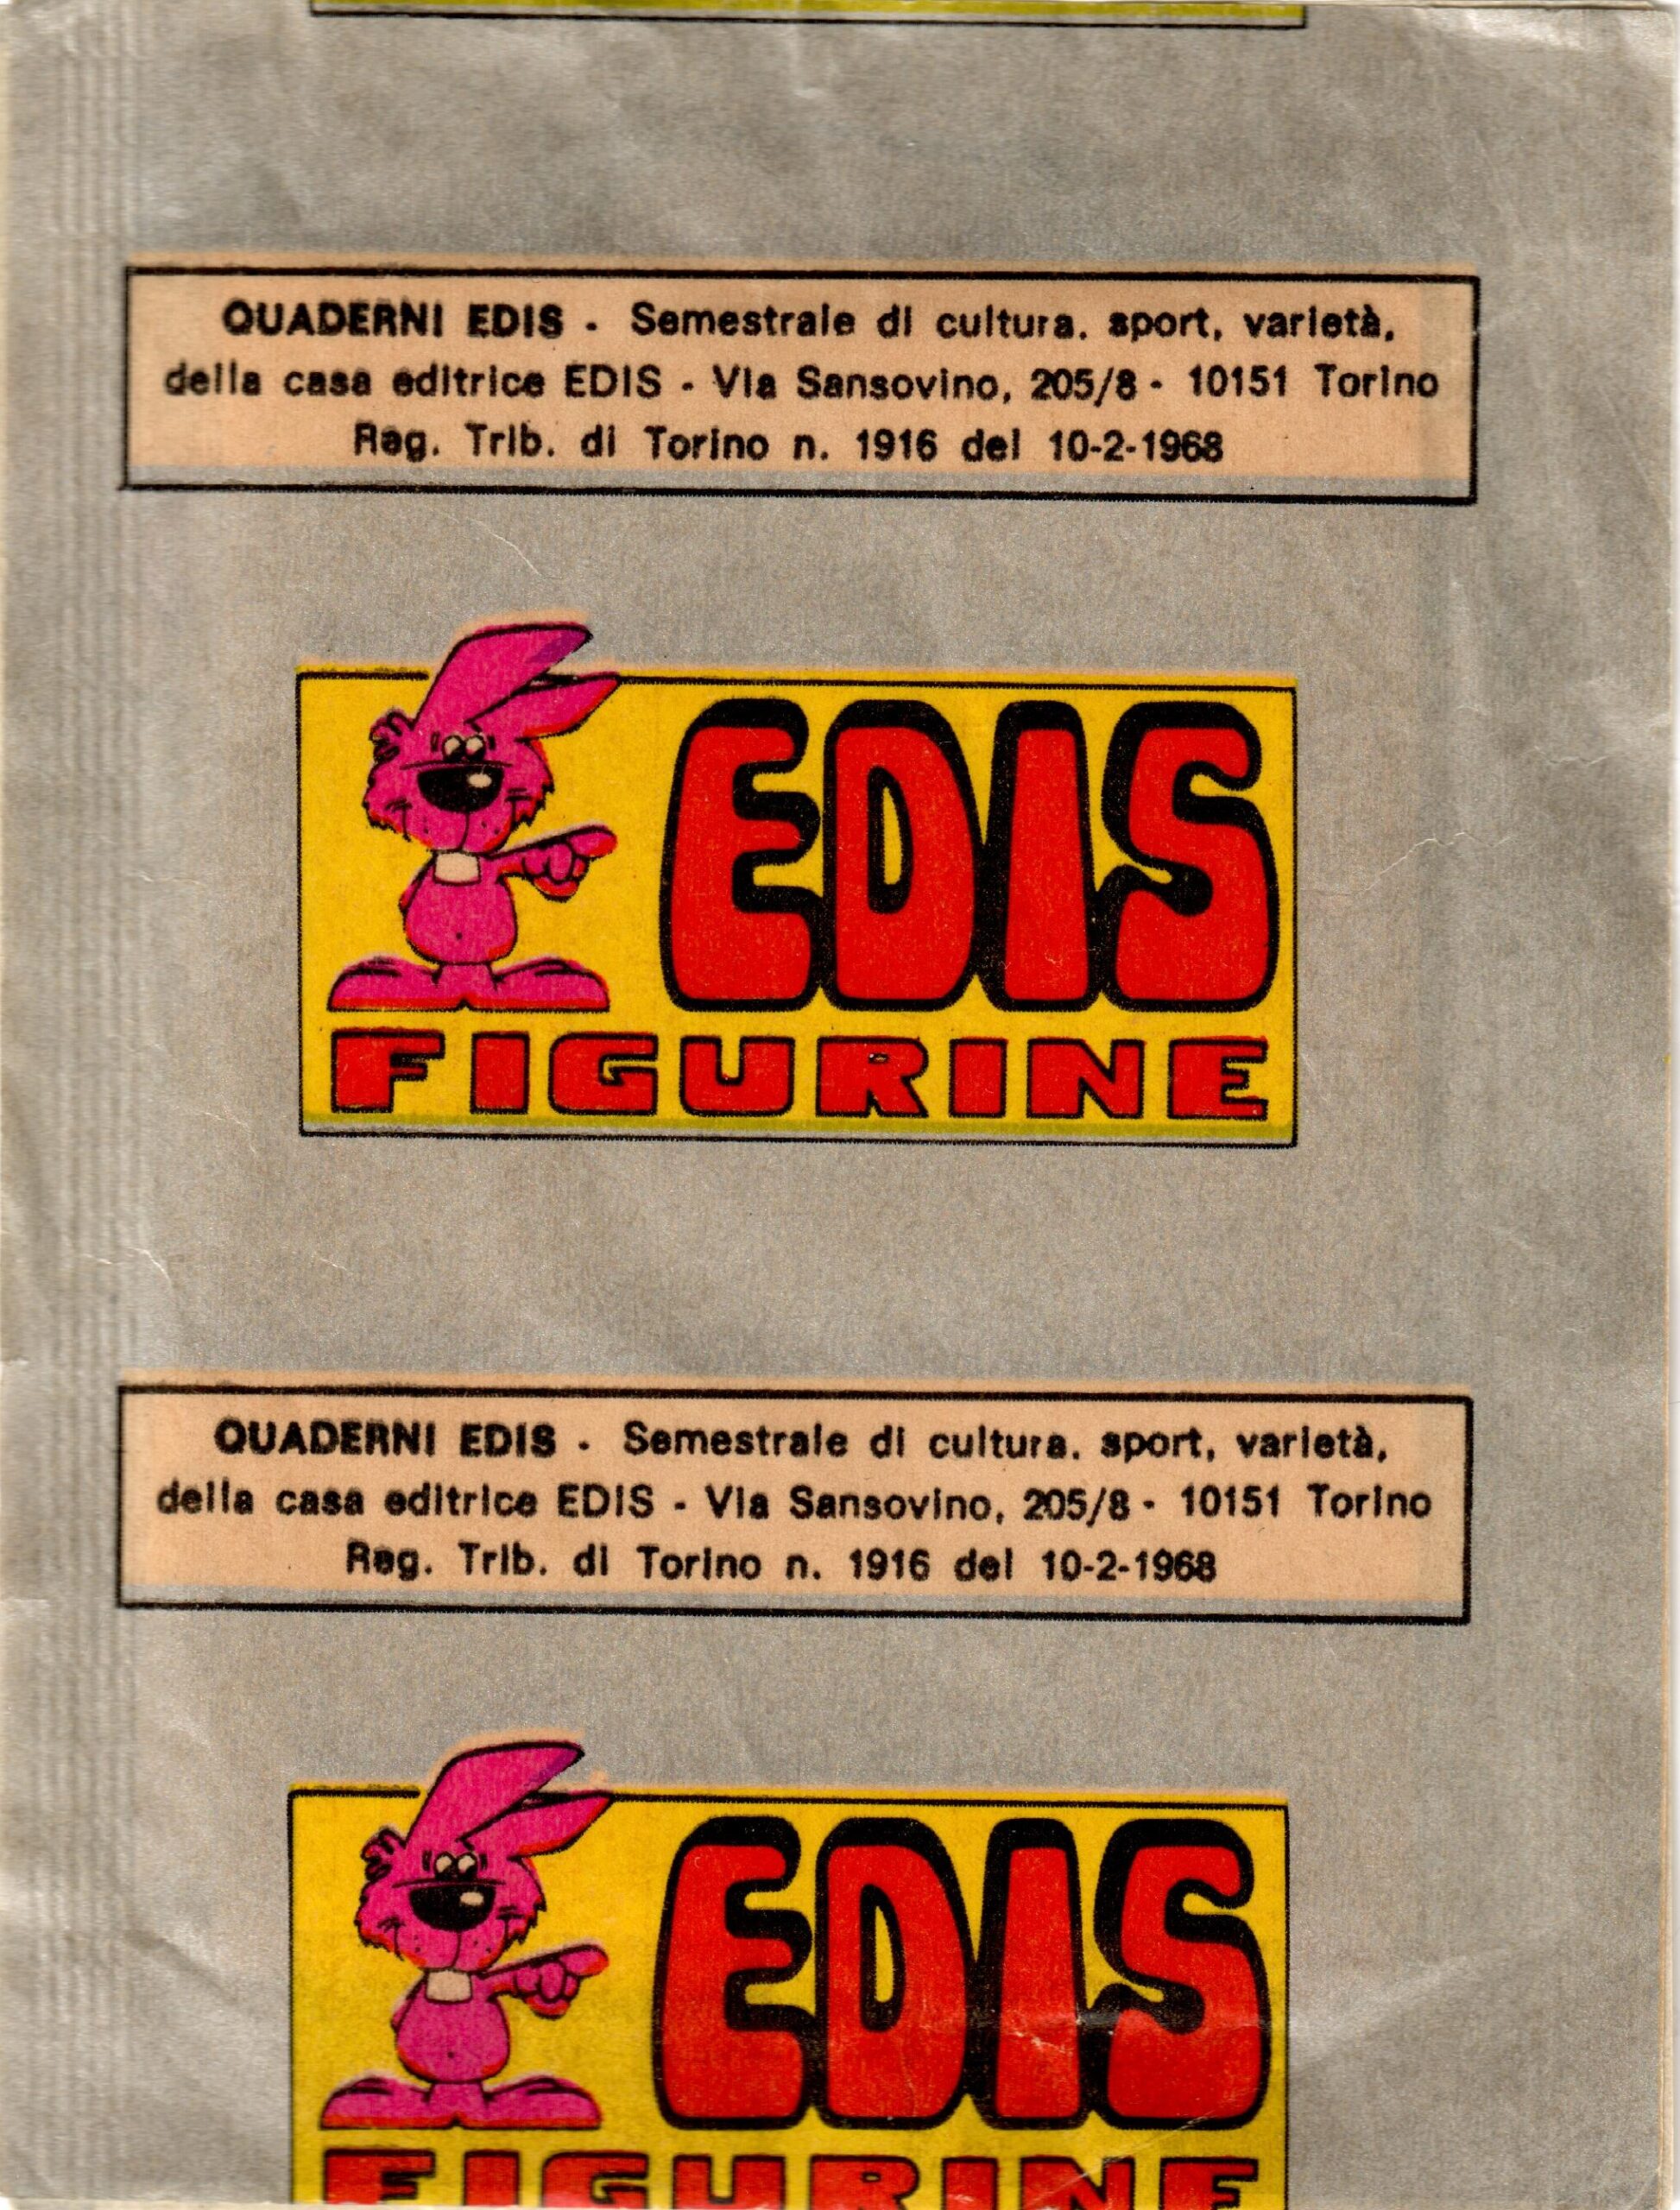 QUADERNI EDIS - Semestrale di cultura. sport, varietà,
della casa editrice EDIS - Via Sansovino, 205/8 - 10151 Torino
Reg. Trib. di Torino n. 1916 del 10-2-1968
EDIS
FIGURINE
QUADERNI EDIS - Semestrale di cultura. sport, varietà,
della casa editrice EDIS - Via Sansovino, 205/8 - 10151 Torino
Reg. Trib. di Torino n. 1916 del 10-2-1968
EDIS
FIGURINE